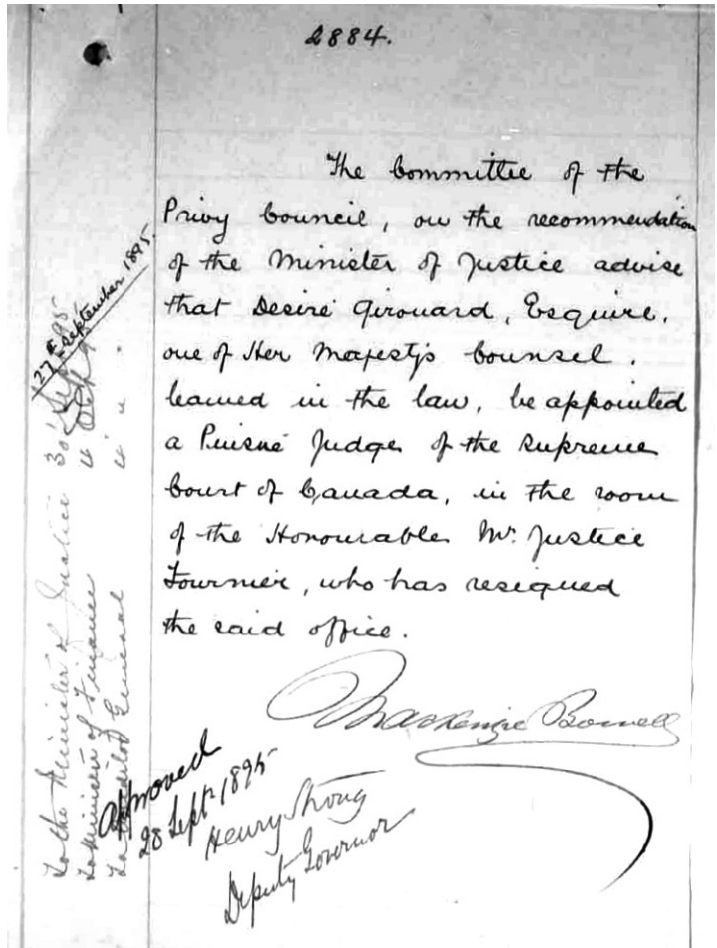 2884.
The Committee of the
Privy Council, on the recommendation
of the Minister of Justice advise
that Desiré Girouard, Esquire,
one of Her Majesty's Counsel,
learned in the law, be appointed
a Puisné Judge of the Supreme
Court of Canada, in the room
of the Honourable Mr. Justice
Fournier, who has resigned
the said office.
Mackenzie Bowell
Approved
28 Sept 1895
Henry Strong
Deputy Governor
27th September 1895.
To the Minister of Justice 30
To Minister of Finance "
To General " "